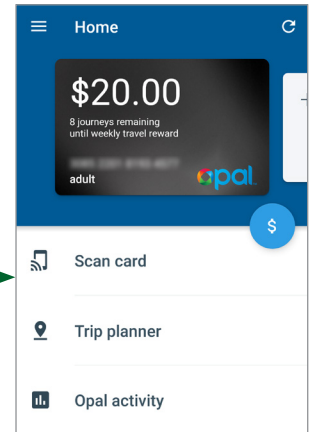 Home
$20.00
8 journeys remaining
until weekly travel reward
adult
opal
$
Scan card
Trip planner
Opal activity